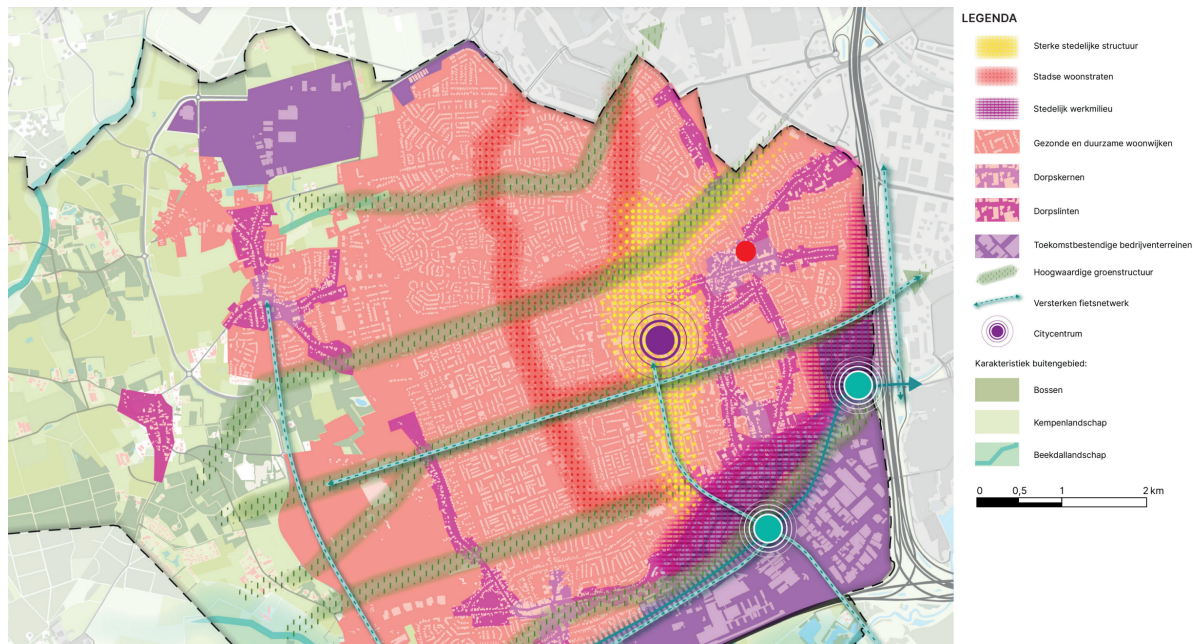 LEGENDA
Sterke stedelijke structuur
Stadse woonstraten
Stedelijk werkmilieu
Gezonde en duurzame woonwijken
Dorpskernen
Dorpslinten
Toekomstbestendige bedrijventerreinen
Hoogwaardige groenstructuur
Versterken fietsnetwerk
Citycentrum
Karakteristiek buitengebied:
Bossen
Kempenlandschap
Beekdallandschap
0 0,5 1 2 km